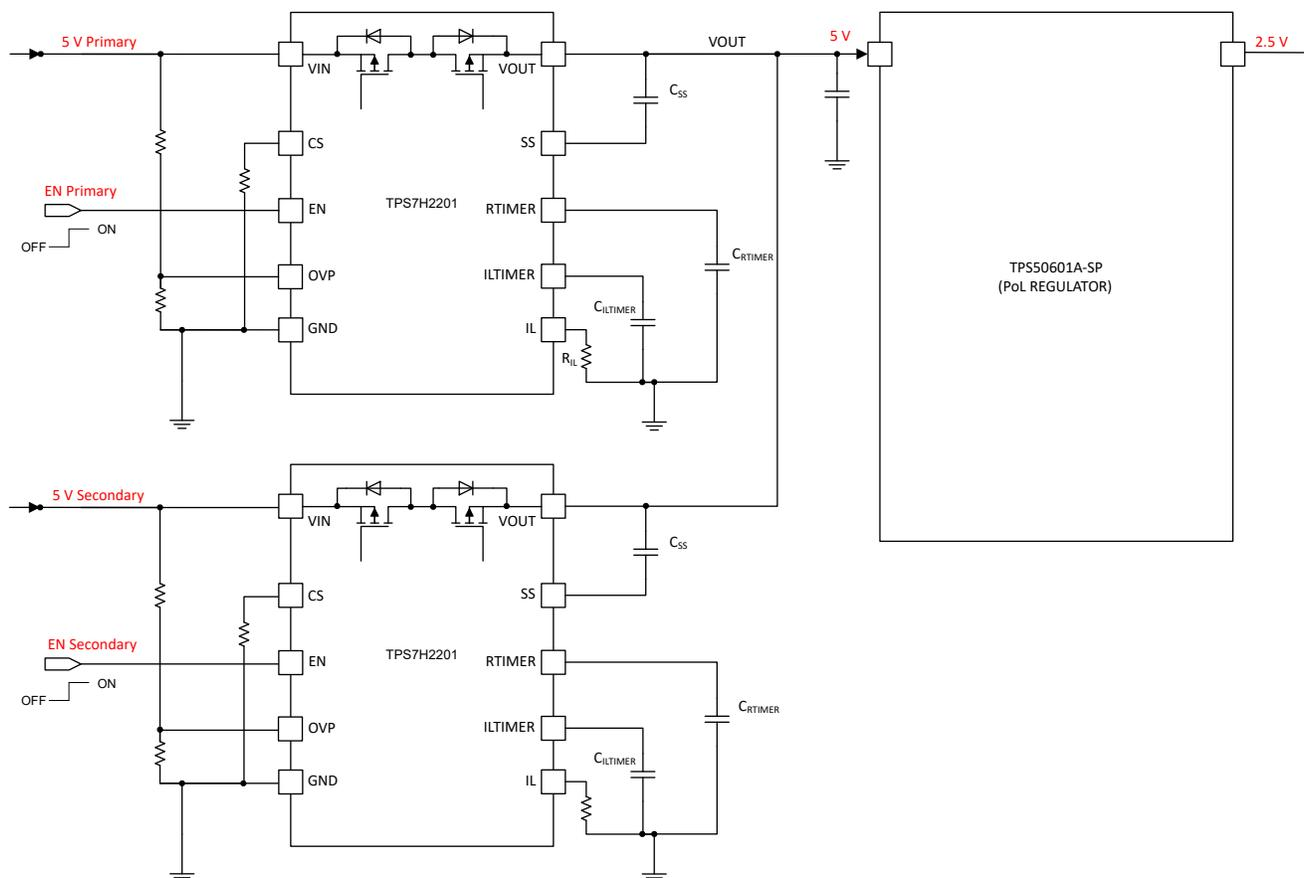 5 V Primary
VIN
VOUT
VOUT
5 V
2.5 V
CSS
CS
SS
EN Primary
OFF
ON
EN
TPS7H2201
RTIMER
CRTIMER
OVP
ILTIMER
CILTIMER
GND
IL
RIL
TPS50601A-SP
(PoL REGULATOR)
5 V Secondary
VIN
VOUT
CSS
CS
SS
EN Secondary
OFF
ON
EN
TPS7H2201
RTIMER
CRTIMER
OVP
ILTIMER
CILTIMER
GND
IL